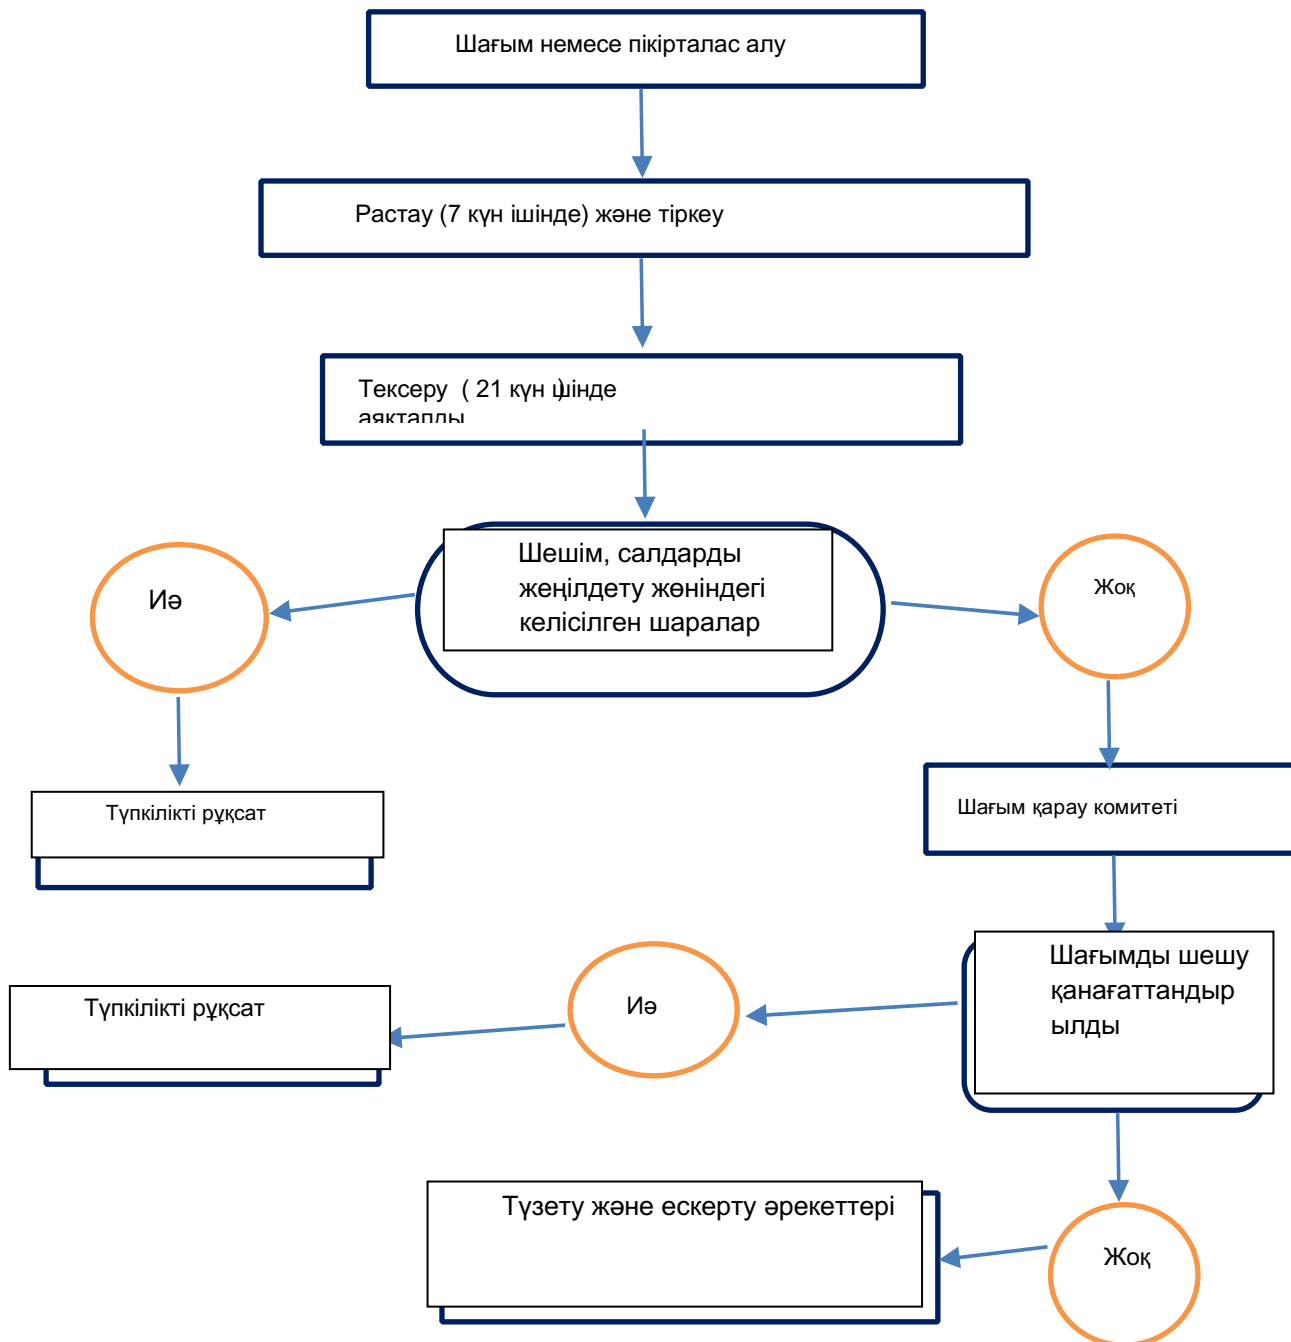 Шағым немесе пікірталас алу
Растау (7 күн ішінде) және тіркеу
Тексеру ( 21 күн ішінде)
аяқталды
Шешім, салдарды
жеңілдету жөніндегі
келісілген шаралар
Иә
Жоқ
Түпкілікті рұқсат
Шағым қарау комитеті
Шағымды шешу
қанағаттандыр
ылды
Иә
Түпкілікті рұқсат
Түзету және ескерту әрекеттері
Жоқ